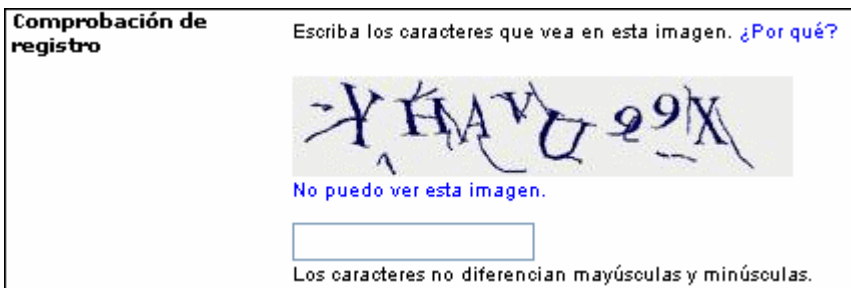 Comprobación de
registro
Escriba los caracteres que vea en esta imagen. ¿Por qué?
YHAVU29X
No puedo ver esta imagen.
Los caracteres no diferencian mayúsculas y minúsculas.